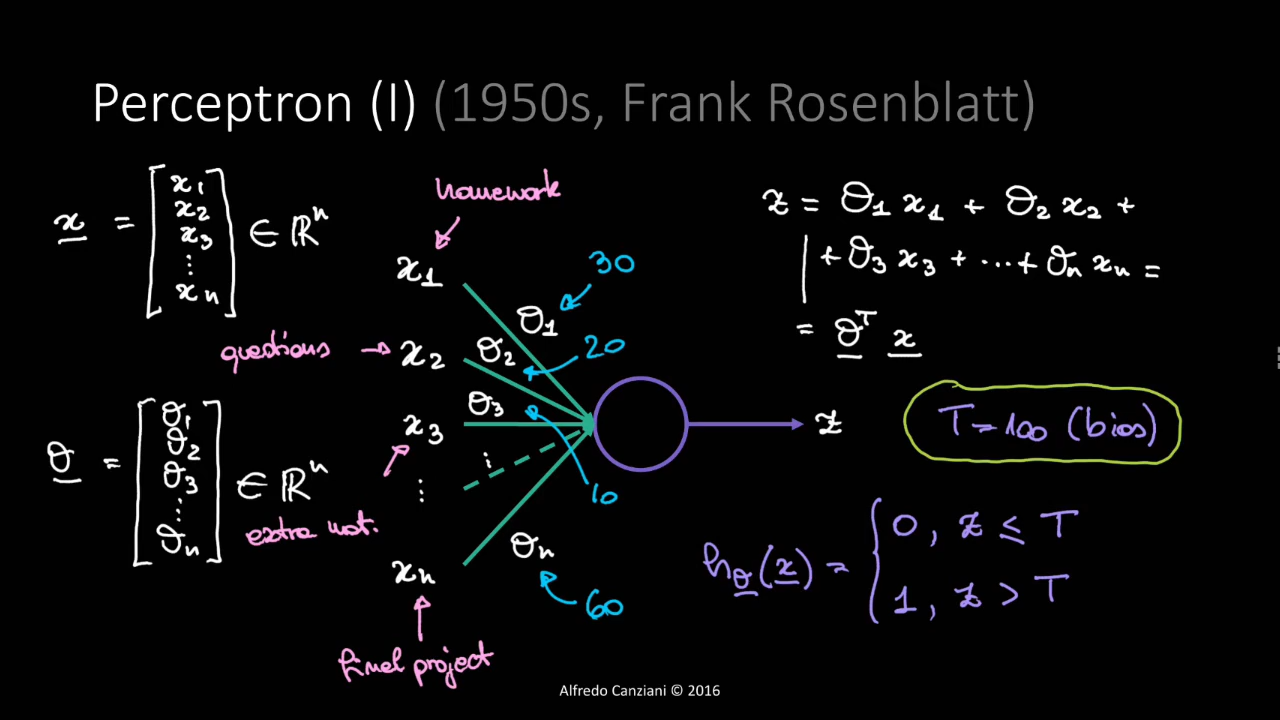 Perceptron (I) (1950s, Frank Rosenblatt)
x = [x1 x2 x3 ⋮ xn] ∈ ℝⁿ
θ = [θ1 θ2 θ3 ⋮ θn] ∈ ℝⁿ
homework
x1
questions → x2
x3
⋮
extra mat.
xn
final project
30
θ1
20
θ2
θ3
⋮
10
θn
60
z
z = θ1 x1 + θ2 x2 +
+ θ3 x3 + ... + θn xn =
= θᵀ x
T=100 (bias)
hθ(x) = {
0, z ≤ T
1, z > T
Alfredo Canziani © 2016